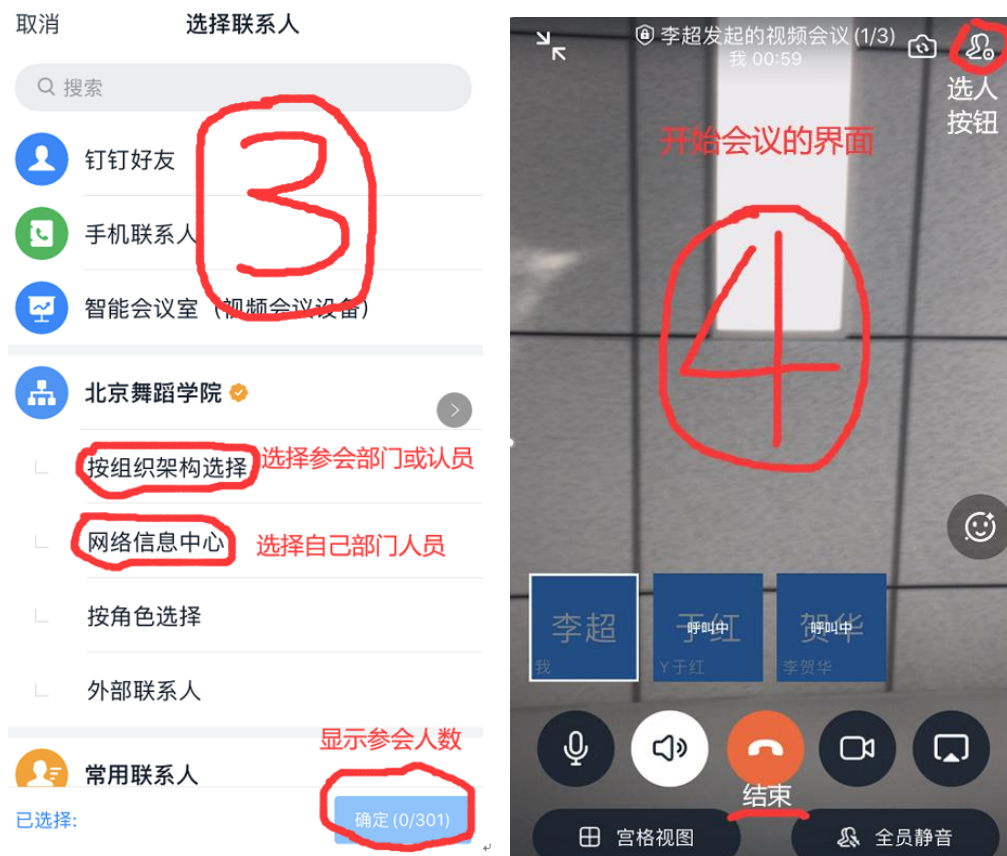 取消
选择联系人
搜索
钉钉好友
手机联系人
3
智能会议室（视频会议设备）
北京舞蹈学院
按组织架构选择
选择参会部门或认员
网络信息中心
选择自己部门人员
按角色选择
外部联系人
显示参会人数
常用联系人
已选择:
确定(0/301)
李超发起的视频会议(1/3)
我 00:59
选人
按钮
开始会议的界面
4
李超
我
于红
呼叫中
Y于红
贺华
呼叫中
李贺华
结束
宫格视图
全员静音